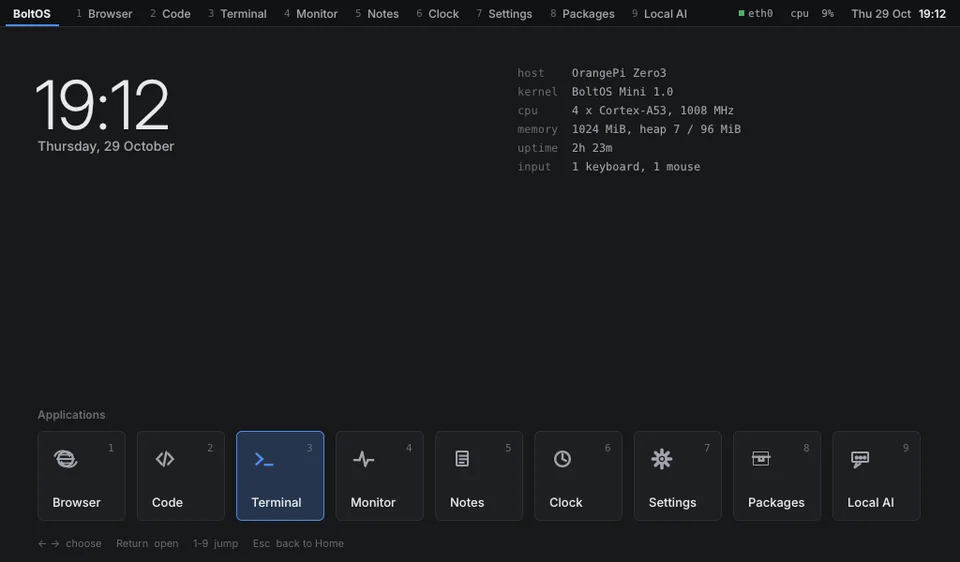 BoltOS 1 Browser 2 Code 3 Terminal 4 Monitor 5 Notes 6 Clock 7 Settings 8 Packages 9 Local AI eth0 cpu 9% Thu 29 Oct 19:12
19:12
Thursday, 29 October
host OrangePi Zero3
kernel BoltOS Mini 1.0
cpu 4 x Cortex-A53, 1008 MHz
memory 1024 MiB, heap 7 / 96 MiB
uptime 2h 23m
input 1 keyboard, 1 mouse
Applications
1 2 3 4 5 6 7 8 9
Browser Code Terminal Monitor Notes Clock Settings Packages Local AI
← → choose Return open 1-9 jump Esc back to Home